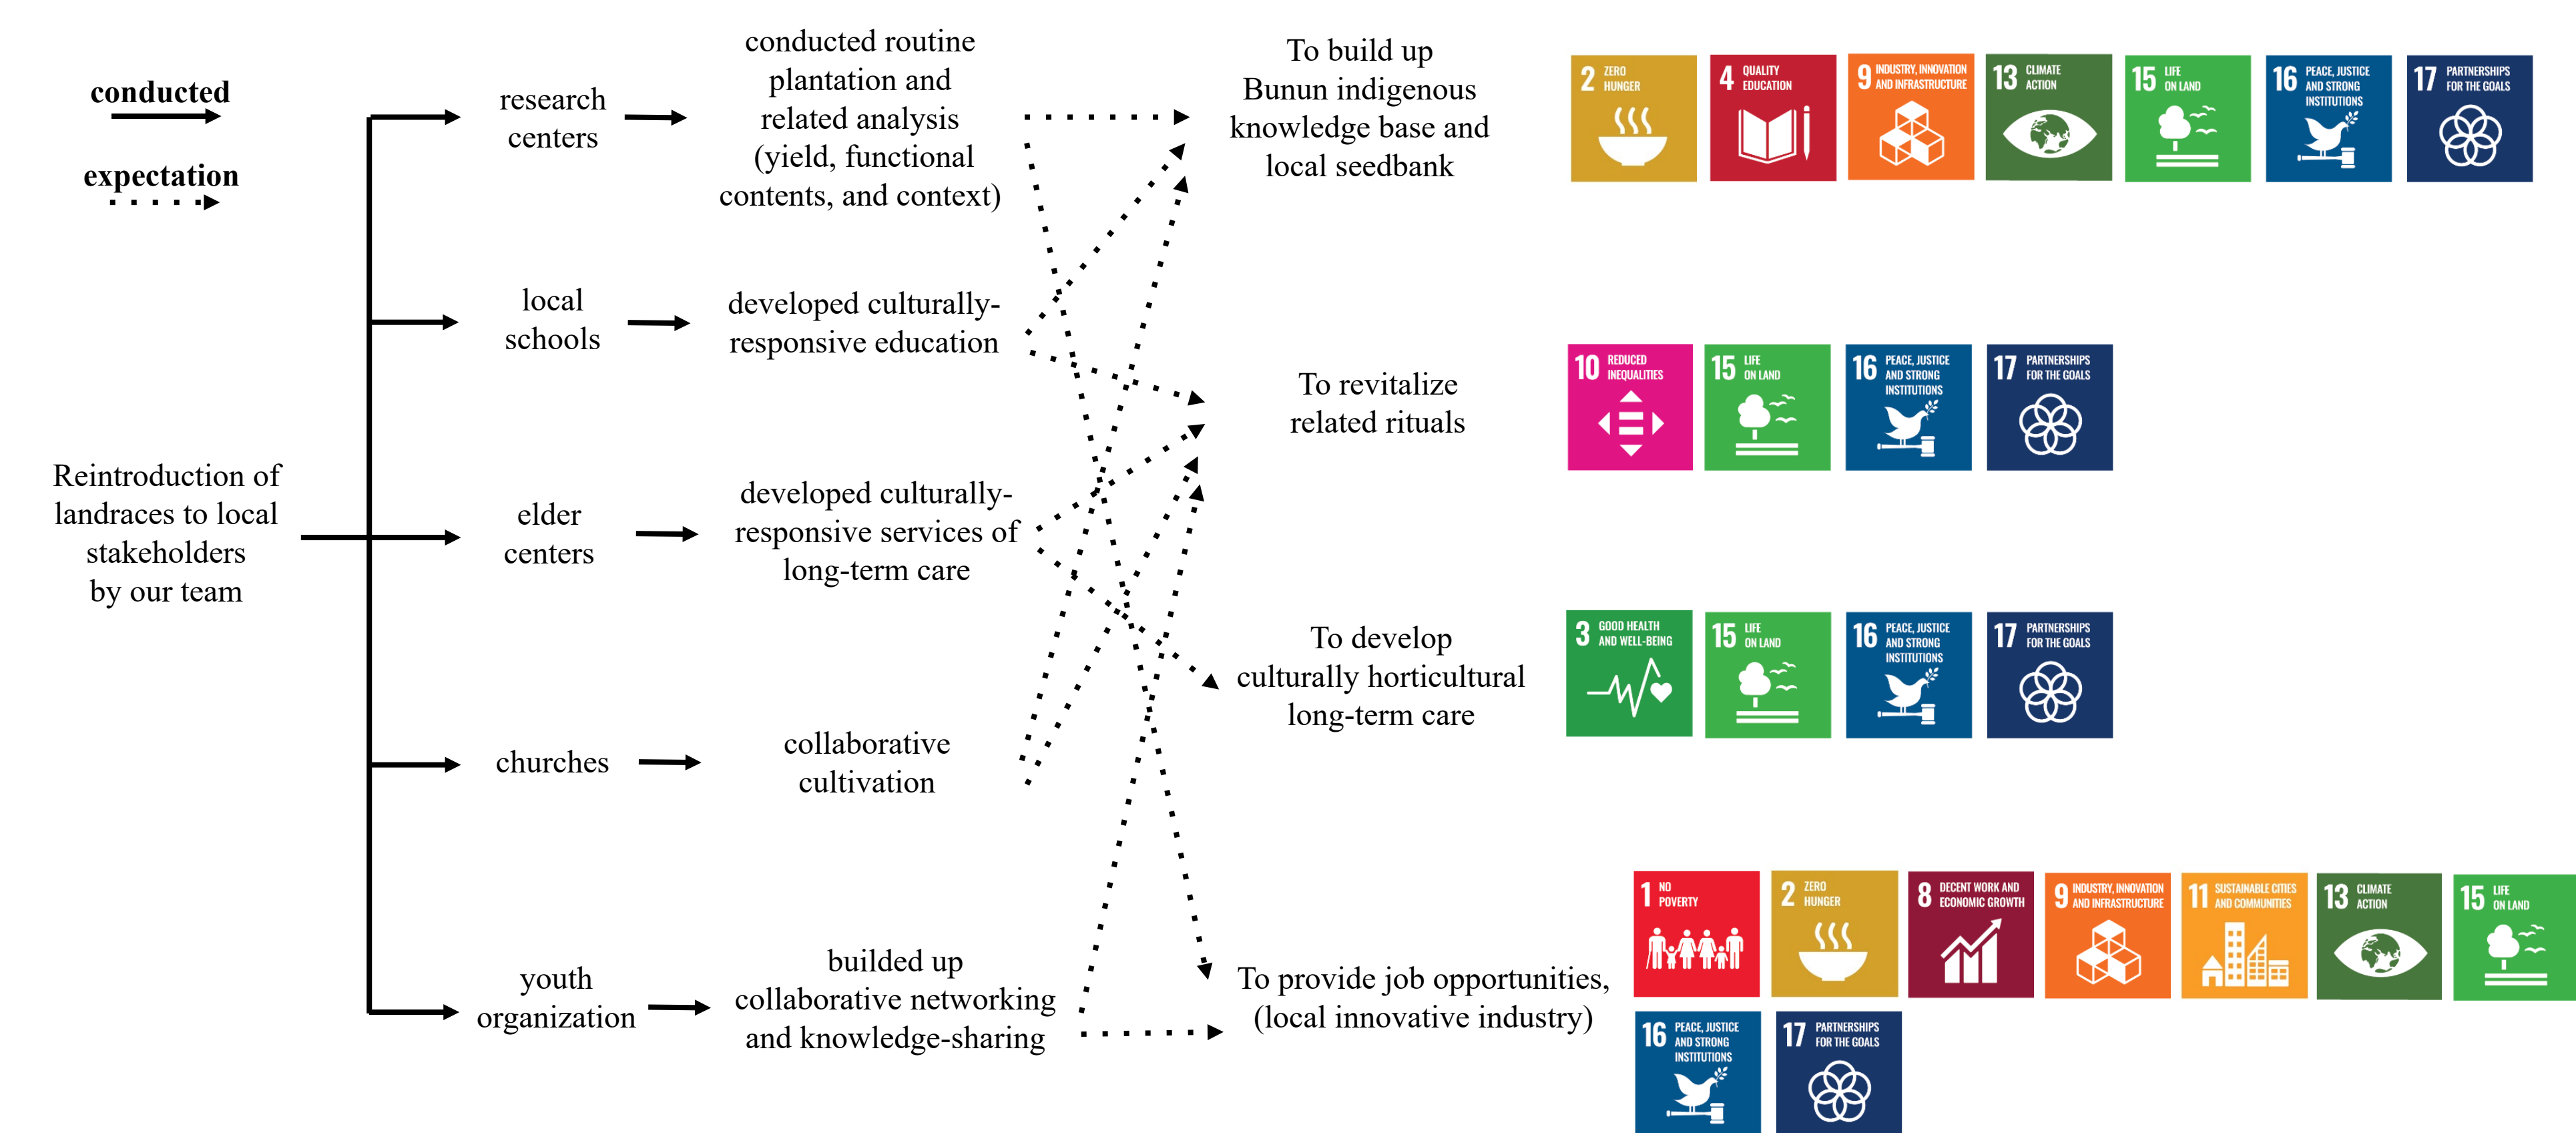 conducted
expectation
Reintroduction of
landraces to local
stakeholders
by our team
research
centers
local
schools
elder
centers
churches
youth
organization
conducted routine
plantation and
related analysis
(yield, functional
contents, and context)
developed culturally-
responsive education
developed culturally-
responsive services of
long-term care
collaborative
cultivation
builded up
collaborative networking
and knowledge-sharing
To build up
Bunun indigenous
knowledge base and
local seedbank
2 ZERO
HUNGER
4 QUALITY
EDUCATION
9 INDUSTRY, INNOVATION
AND INFRASTRUCTURE
13 CLIMATE
ACTION
15 LIFE
ON LAND
16 PEACE, JUSTICE
AND STRONG
INSTITUTIONS
17 PARTNERSHIPS
FOR THE GOALS
To revitalize
related rituals
10 REDUCED
INEQUALITIES
15 LIFE
ON LAND
16 PEACE, JUSTICE
AND STRONG
INSTITUTIONS
17 PARTNERSHIPS
FOR THE GOALS
To develop
culturally horticultural
long-term care
3 GOOD HEALTH
AND WELL-BEING
15 LIFE
ON LAND
16 PEACE, JUSTICE
AND STRONG
INSTITUTIONS
17 PARTNERSHIPS
FOR THE GOALS
To provide job opportunities,
(local innovative industry)
1 NO
POVERTY
2 ZERO
HUNGER
8 DECENT WORK AND
ECONOMIC GROWTH
9 INDUSTRY, INNOVATION
AND INFRASTRUCTURE
11 SUSTAINABLE CITIES
AND COMMUNITIES
13 CLIMATE
ACTION
15 LIFE
ON LAND
16 PEACE, JUSTICE
AND STRONG
INSTITUTIONS
17 PARTNERSHIPS
FOR THE GOALS